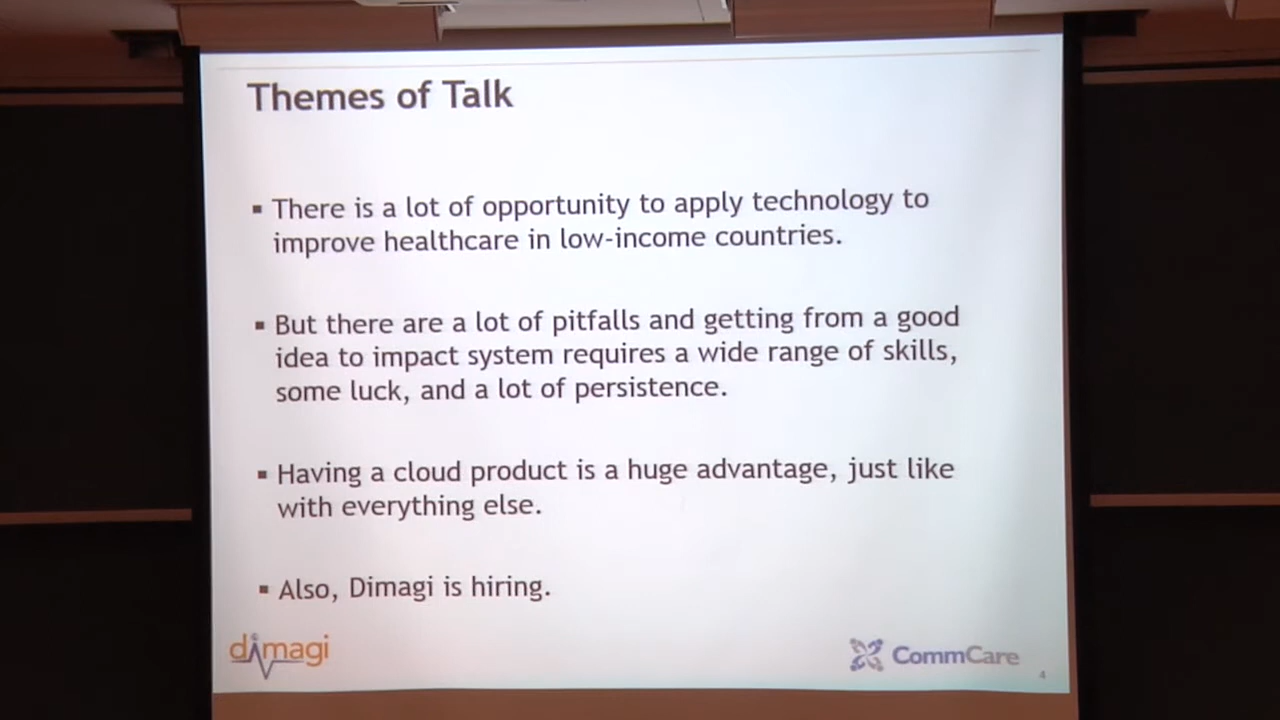 Themes of Talk
▪ There is a lot of opportunity to apply technology to
improve healthcare in low-income countries.
▪ But there are a lot of pitfalls and getting from a good
idea to impact system requires a wide range of skills,
some luck, and a lot of persistence.
▪ Having a cloud product is a huge advantage, just like
with everything else.
▪ Also, Dimagi is hiring.
dimagi
CommCare
4